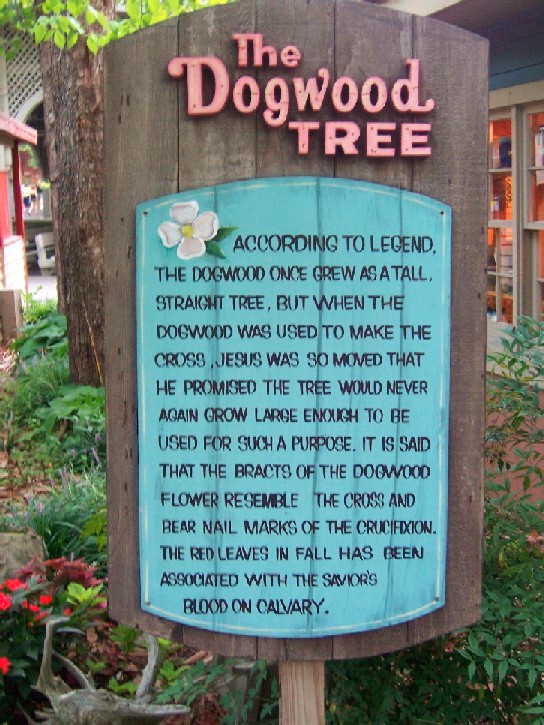 The
Dogwood
TREE
ACCORDING TO LEGEND,
THE DOGWOOD ONCE GREW AS A TALL,
STRAIGHT TREE, BUT WHEN THE
DOGWOOD WAS USED TO MAKE THE
CROSS, JESUS WAS SO MOVED THAT
HE PROMISED THE TREE WOULD NEVER
AGAIN GROW LARGE ENOUGH TO BE
USED FOR SUCH A PURPOSE. IT IS SAID
THAT THE BRACTS OF THE DOGWOOD
FLOWER RESEMBLE THE CROSS AND
BEAR NAIL MARKS OF THE CRUCIFIXION.
THE RED LEAVES IN FALL HAS BEEN
ASSOCIATED WITH THE SAVIOR'S
BLOOD ON CALVARY.